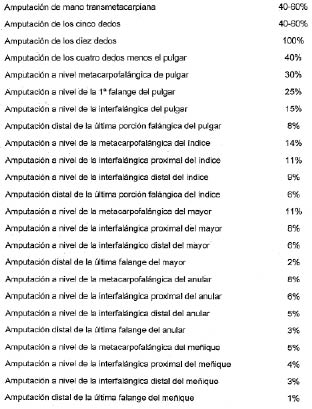 Amputación de mano transmetacarpiana 40-60%
Amputación de los cinco dedos 40-60%
Amputación de los diez dedos 100%
Amputación de los cuatro dedos menos el pulgar 40%
Amputación a nivel metacarpofalángica de pulgar 30%
Amputación a nivel de la 1ª falange del pulgar 25%
Amputación a nivel de la interfalángica del pulgar 15%
Amputación distal de la última porción falángica del pulgar 8%
Amputación a nivel de la metacarpofalángica del índice 14%
Amputación a nivel de la interfalángica proximal del índice 11%
Amputación a nivel de la interfalángica distal del índice 9%
Amputación distal de la última porción falángica del índice 6%
Amputación a nivel de la metacarpofalángica del mayor 11%
Amputación a nivel de la interfalángica proximal del mayor 8%
Amputación a nivel de la interfalángico distal del mayor 6%
Amputación distal de la última falange del mayor 2%
Amputación a nivel de la metacarpofalángica del anular 8%
Amputación a nivel de la interfalángica proximal del anular 6%
Amputación a nivel de la interfalángica distal del anular 5%
Amputación distal de la última falange del anular 3%
Amputación a nivel de la metacarpofalángica del meñique 5%
Amputación a nivel de la interfalángica proximal del meñique 4%
Amputación a nivel de la interfalángica distal del meñique 3%
Amputación distal de la última falange del meñique 1%